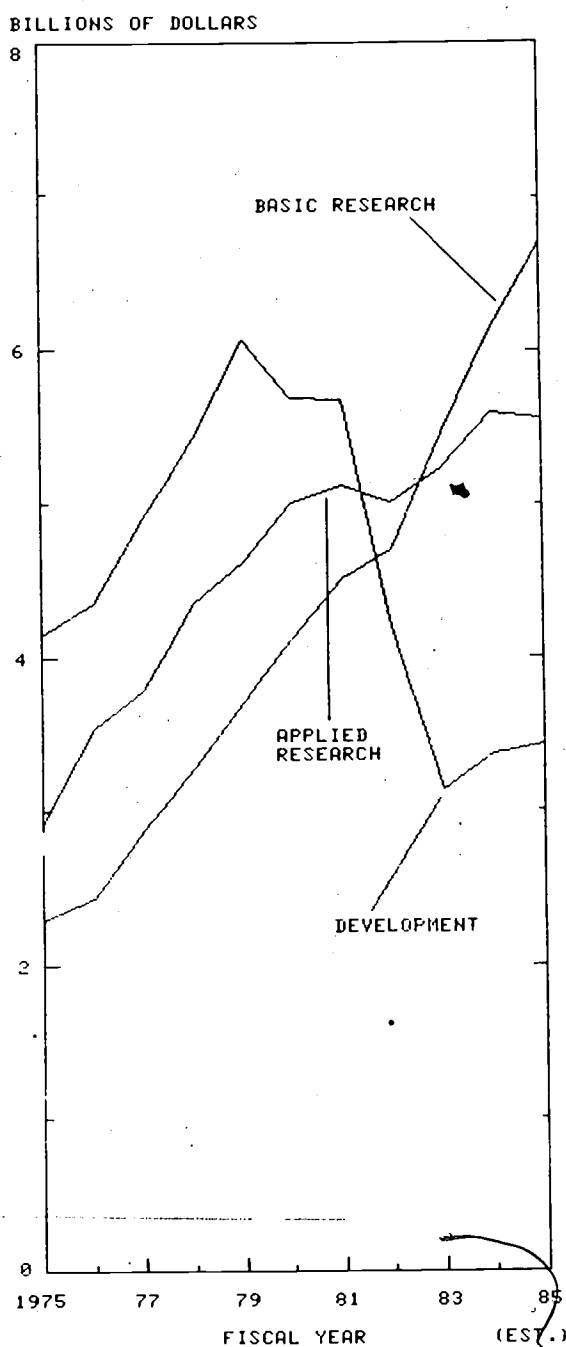 BILLIONS OF DOLLARS
8
BASIC RESEARCH
6
4
APPLIED
RESEARCH
DEVELOPMENT
2
0
1975 77 79 81 83 85
FISCAL YEAR (EST.)